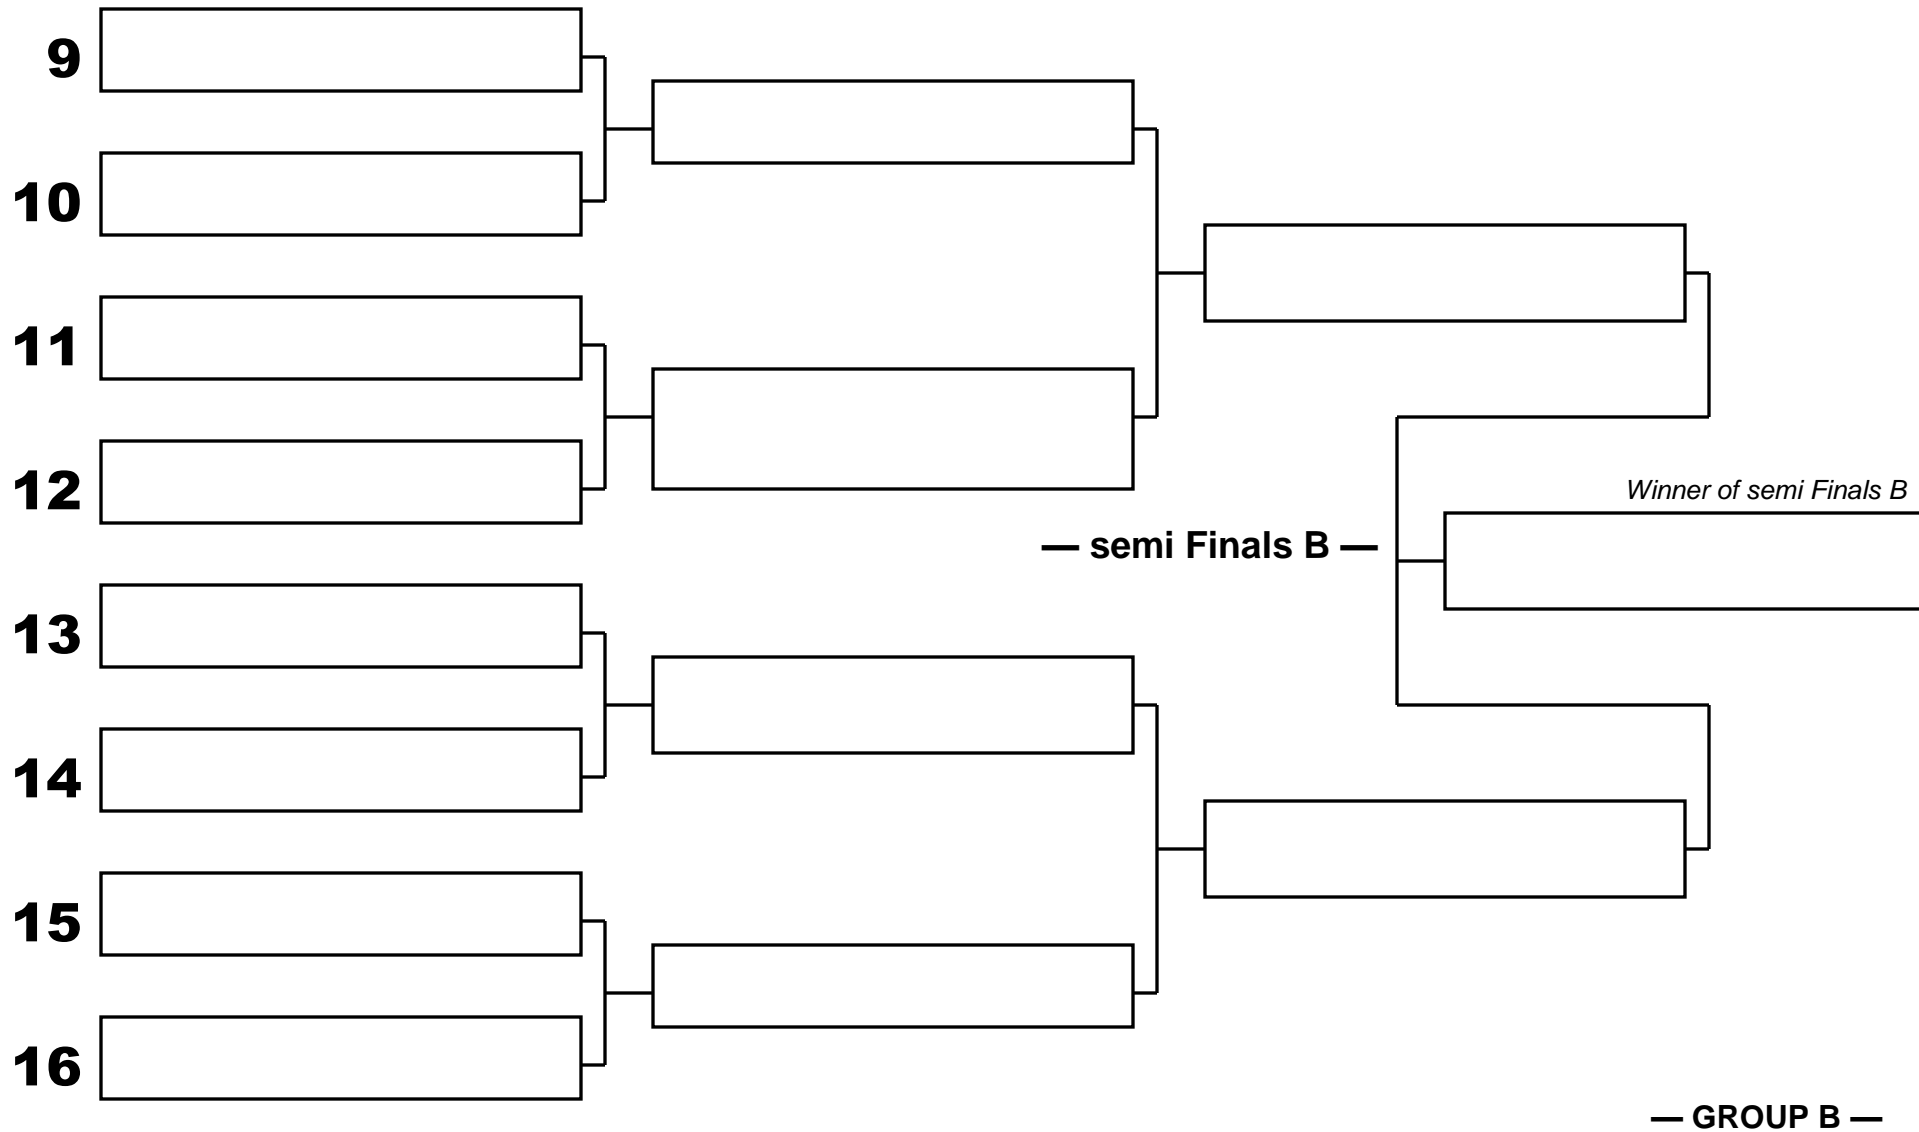 9
10
11
12
Winner of semi Finals B
— semi Finals B —
13
14
15
16
— GROUP B —